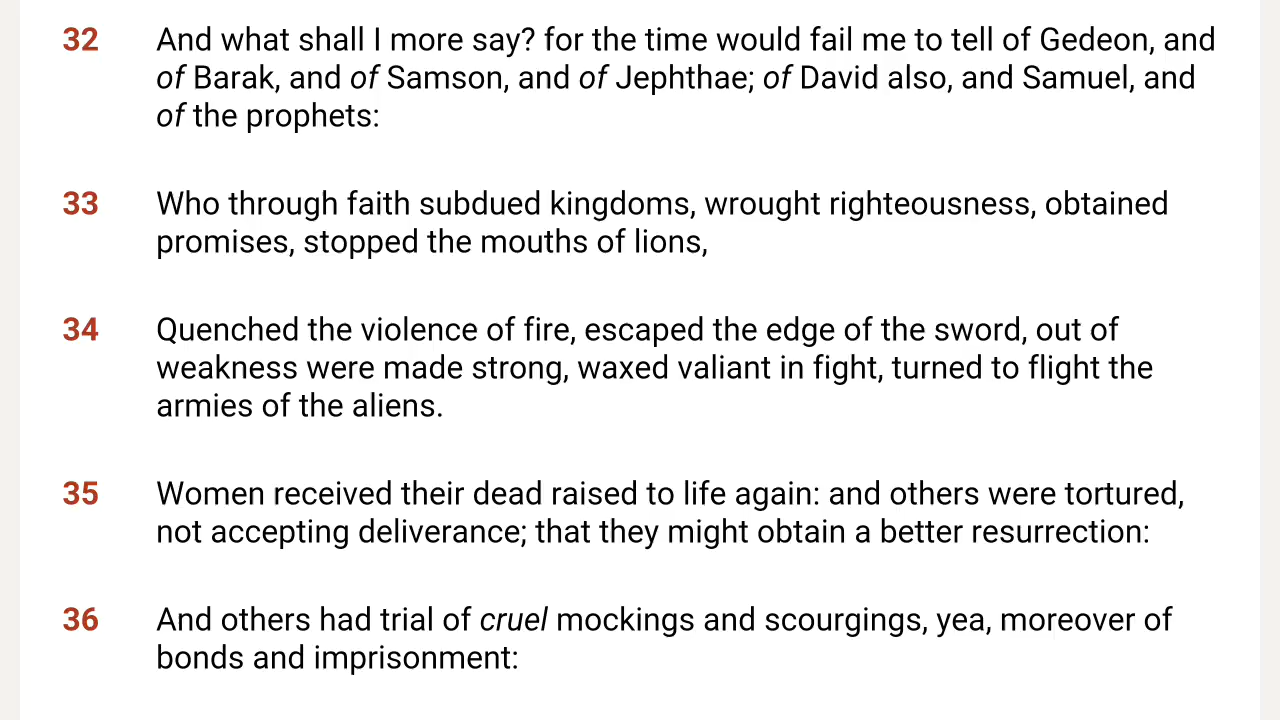 32 And what shall I more say? for the time would fail me to tell of Gedeon, and
of Barak, and of Samson, and of Jephthae; of David also, and Samuel, and
of the prophets:
33 Who through faith subdued kingdoms, wrought righteousness, obtained
promises, stopped the mouths of lions,
34 Quenched the violence of fire, escaped the edge of the sword, out of
weakness were made strong, waxed valiant in fight, turned to flight the
armies of the aliens.
35 Women received their dead raised to life again: and others were tortured,
not accepting deliverance; that they might obtain a better resurrection:
36 And others had trial of cruel mockings and scourgings, yea, moreover of
bonds and imprisonment: